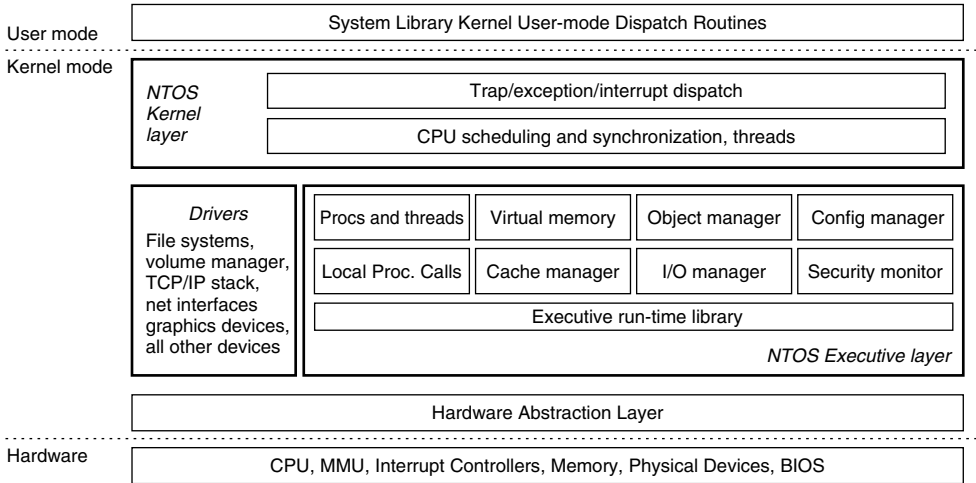 System Library Kernel User-mode Dispatch Routines
User mode
Kernel mode
NTOS
Kernel
layer
Trap/exception/interrupt dispatch
CPU scheduling and synchronization, threads
Drivers
File systems,
volume manager,
TCP/IP stack,
net interfaces
graphics devices,
all other devices
Procs and threads
Virtual memory
Object manager
Config manager
Local Proc. Calls
Cache manager
I/O manager
Security monitor
Executive run-time library
NTOS Executive layer
Hardware Abstraction Layer
Hardware
CPU, MMU, Interrupt Controllers, Memory, Physical Devices, BIOS